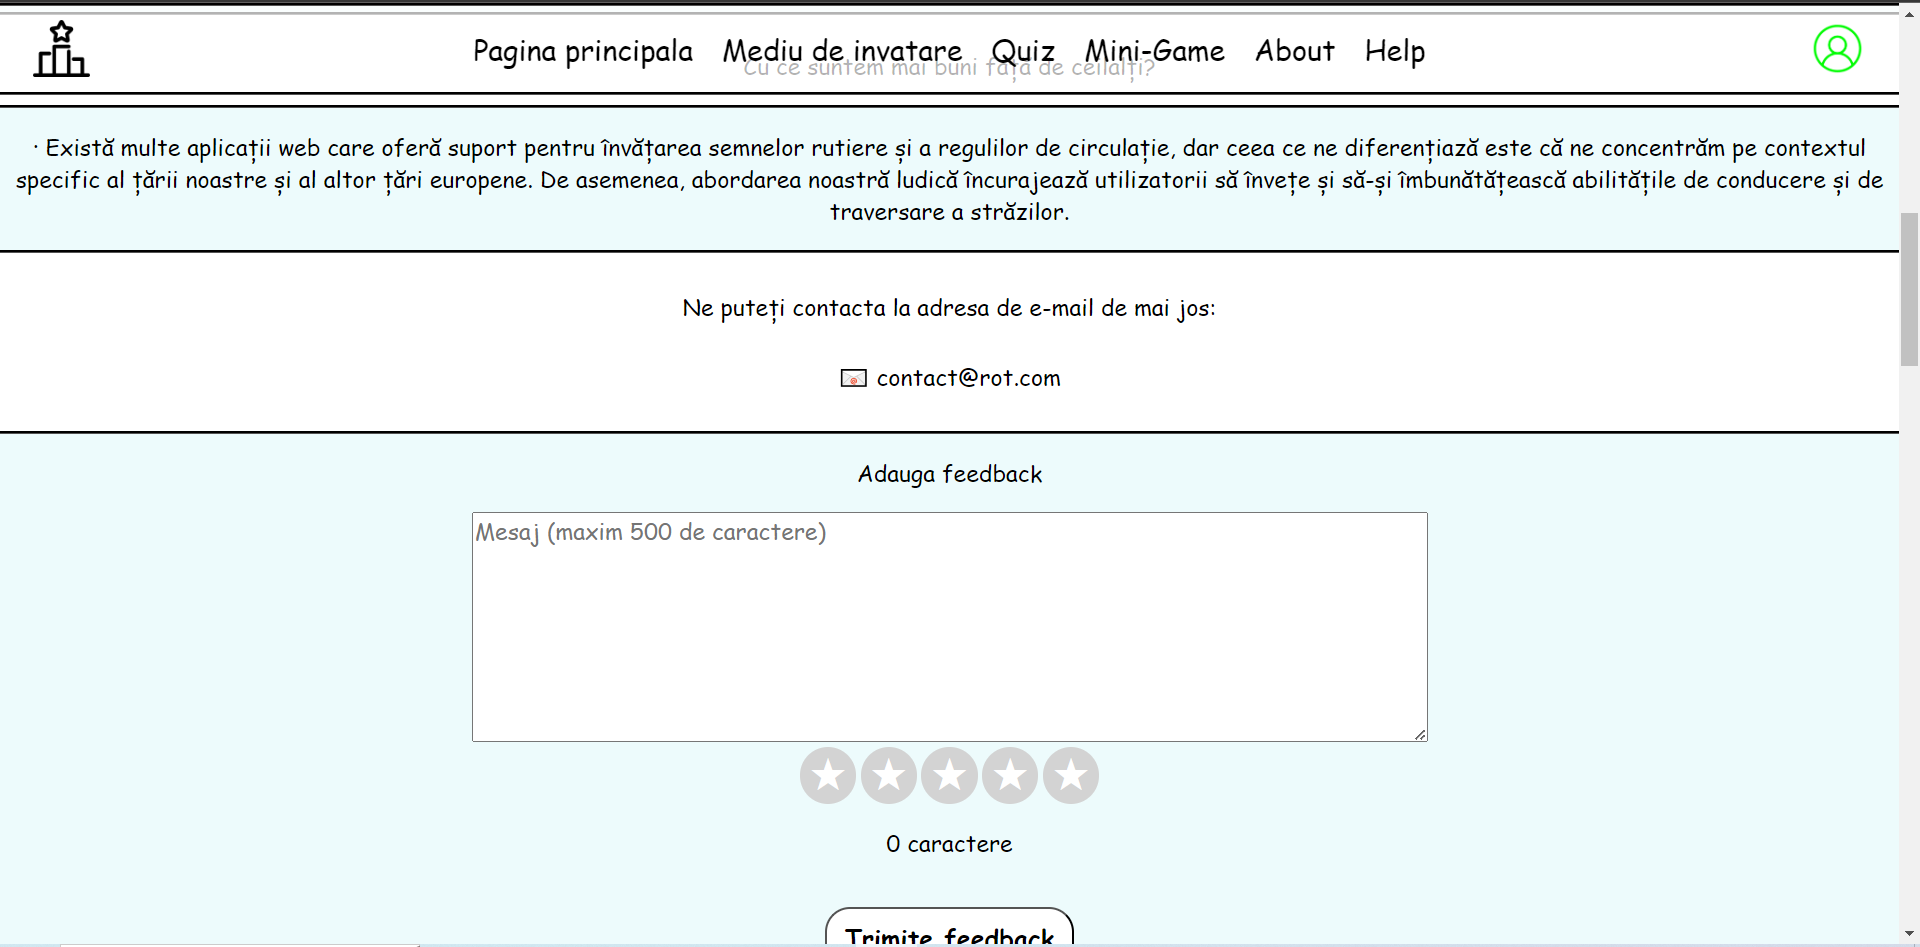 Pagina principala Mediu de invatare Quiz Mini-Game About Help
Cu ce suntem mai buni față de ceilalți?
· Există multe aplicații web care oferă suport pentru învățarea semnelor rutiere și a regulilor de circulație, dar ceea ce ne diferențiază este că ne concentrăm pe contextul
specific al țării noastre și al altor țări europene. De asemenea, abordarea noastră ludică încurajează utilizatorii să învețe și să-și îmbunătățească abilitățile de conducere și de
traversare a străzilor.
Ne puteți contacta la adresa de e-mail de mai jos:
contact@rot.com
Adauga feedback
Mesaj (maxim 500 de caractere)
0 caractere
Trimite feedback